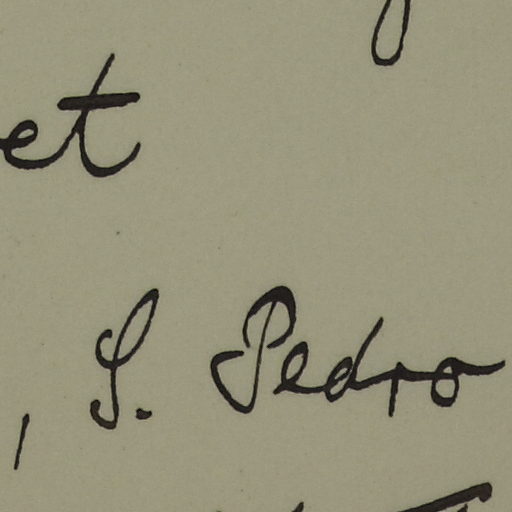 et
, S. Pedro